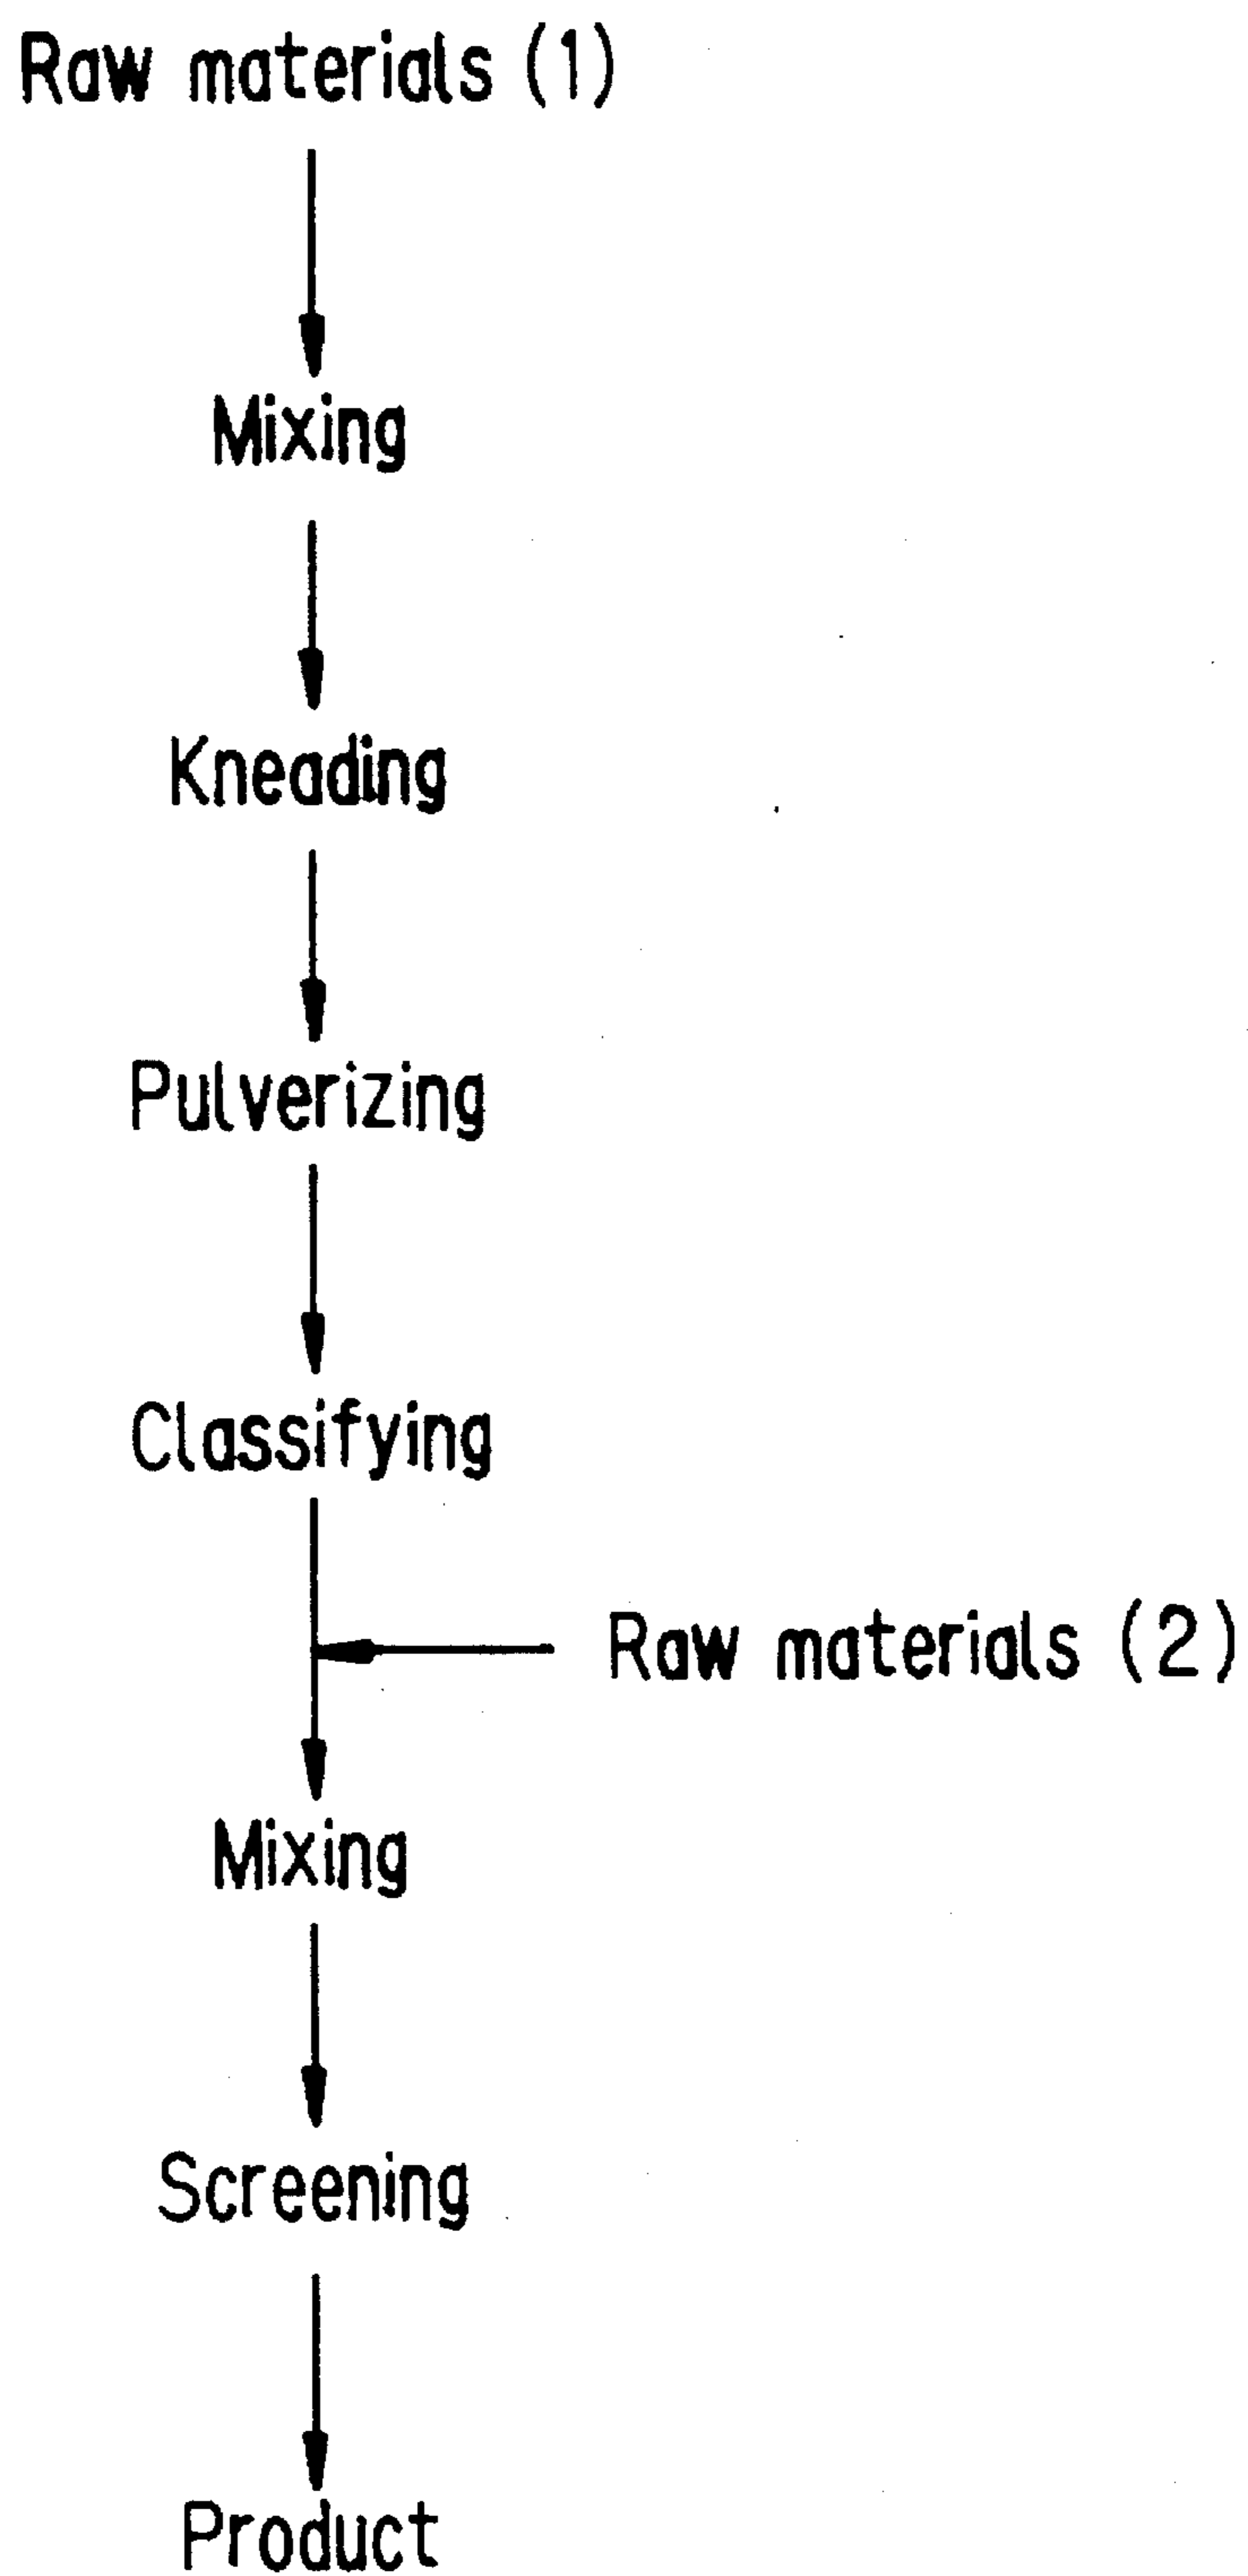 Raw materials (1)
Mixing
Kneading
Pulverizing
Classifying
Raw materials (2)
Mixing
Screening
Product